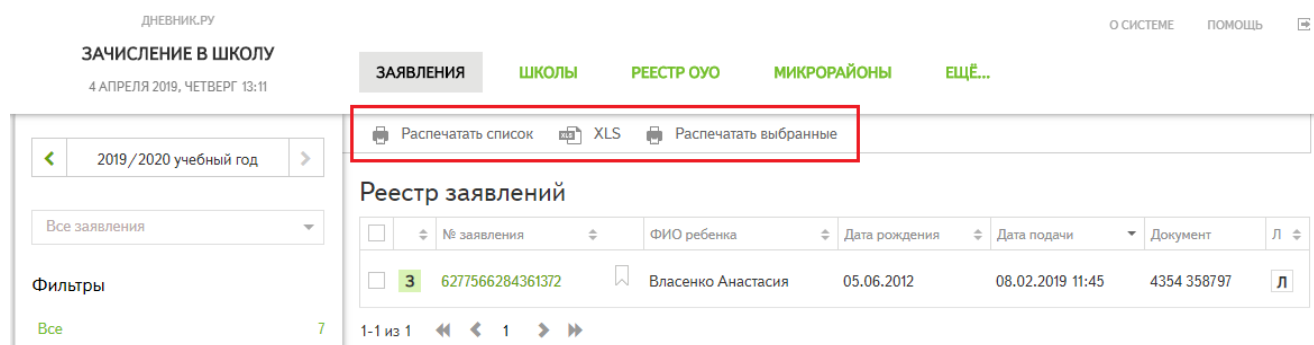 ДНЕВНИК.РУ
О СИСТЕМЕ ПОМОЩЬ
ЗАЧИСЛЕНИЕ В ШКОЛУ
4 АПРЕЛЯ 2019, ЧЕТВЕРГ 13:11
ЗАЯВЛЕНИЯ ШКОЛЫ РЕЕСТР ОУО МИКРОРАЙОНЫ ЕЩЁ...
Распечатать список XLS XLS Распечатать выбранные
2019/2020 учебный год
Реестр заявлений
Все заявления
№ заявления ФИО ребенка Дата рождения Дата подачи Документ Л
З 6277566284361372 Власенко Анастасия 05.06.2012 08.02.2019 11:45 4354 358797 Л
Фильтры
Все 7
1-1 из 1 1